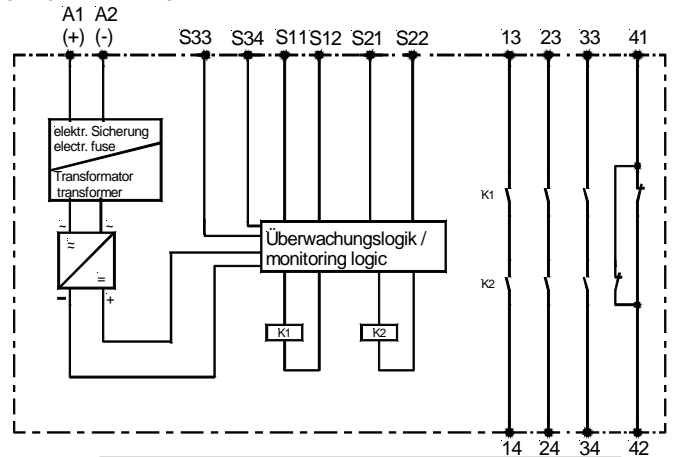 A1 A2
(+) (-) S33 S34 S11 S12 S21 S22 13 23 33 41
elektr. Sicherung
electr. fuse
Transformator
transformer
K1
~ ~
Überwachungslogik /
≈
monitoring logic
=
K2
- +
K1 K2
14 24 34 42